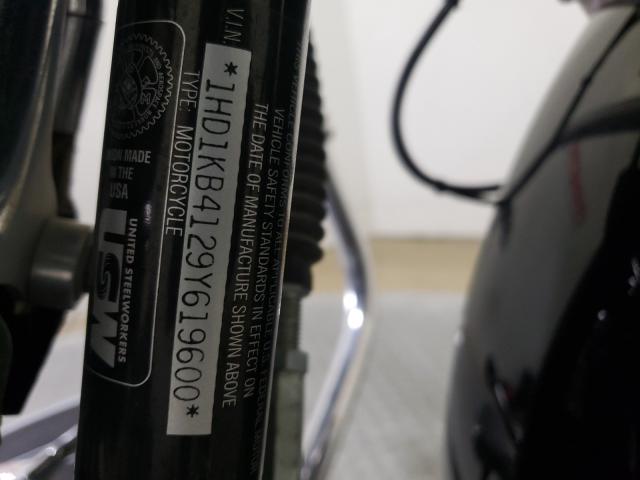 V.I.N.
*1HD1KB4129Y619600*
TYPE: MOTORCYCLE
VEHICLE SAFETY STANDARDS IN EFFECT ON
THE DATE OF MANUFACTURE SHOWN ABOVE
MADE
IN THE
USA
USW
UNITED STEELWORKERS